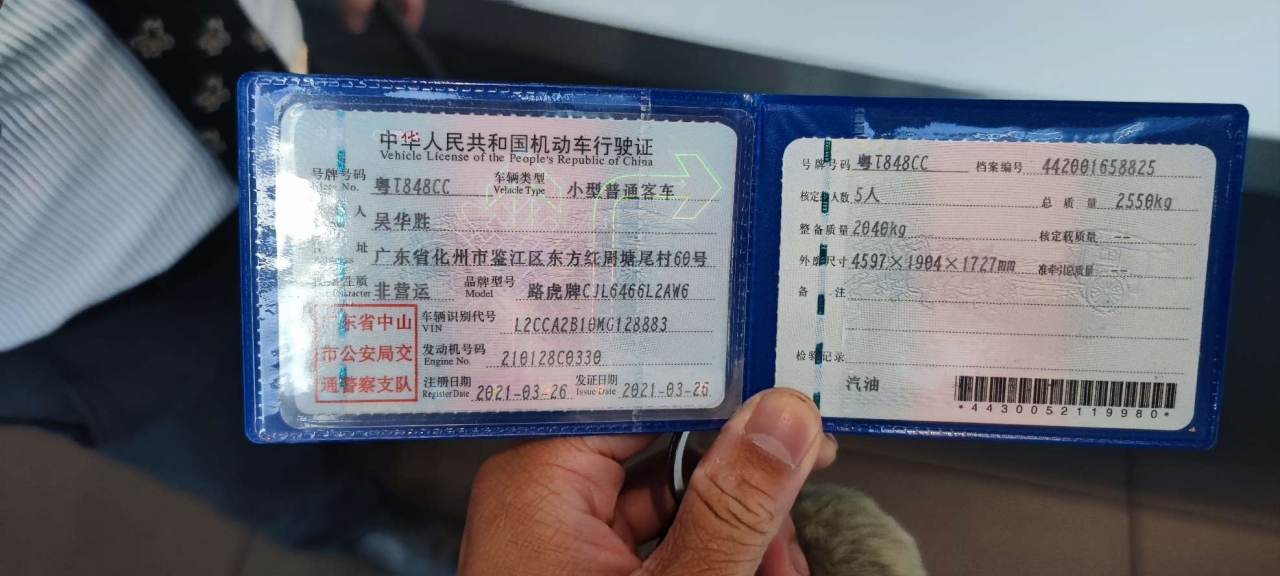 中华人民共和国机动车行驶证
Vehicle License of the People's Republic of China
号牌号码 粤T848CC 车辆类型 小型普通客车
No. Vehicle Type
人 吴华胜
址 广东省化州市鉴江区东方红周塘尾村60号
性质 非营运 品牌型号 路虎牌CJL6466L2AW6
Character Model
广东省中山
市公安局交
通警察支队
车辆识别代号 L2CCA2B10MG128883
VIN
发动机号码 210128C0330
Engine No.
注册日期 2021-03-26 发证日期 2021-03-26
Register Date Issue Date
号牌号码 粤T848CC 档案编号 442001658825
核定 人数 5人 总质量 2550kg
整备质量 2040kg 核定载质量 --
外廓尺寸 4597×1904×1727mm 准牵引总质量 --
备注
检验记录
汽油
*4430052119980*